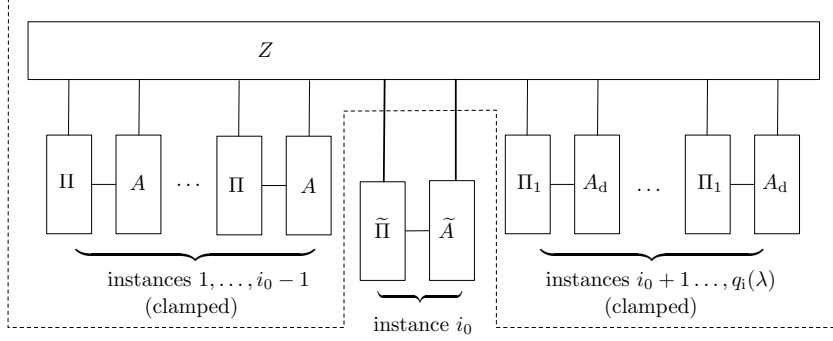 Z
Π A ⋯ Π A Π̃ Ã Π₁ A_d … Π₁ A_d
instances 1, … , i₀ − 1
(clamped)
instance i₀
instances i₀ + 1 … , q_i(λ)
(clamped)